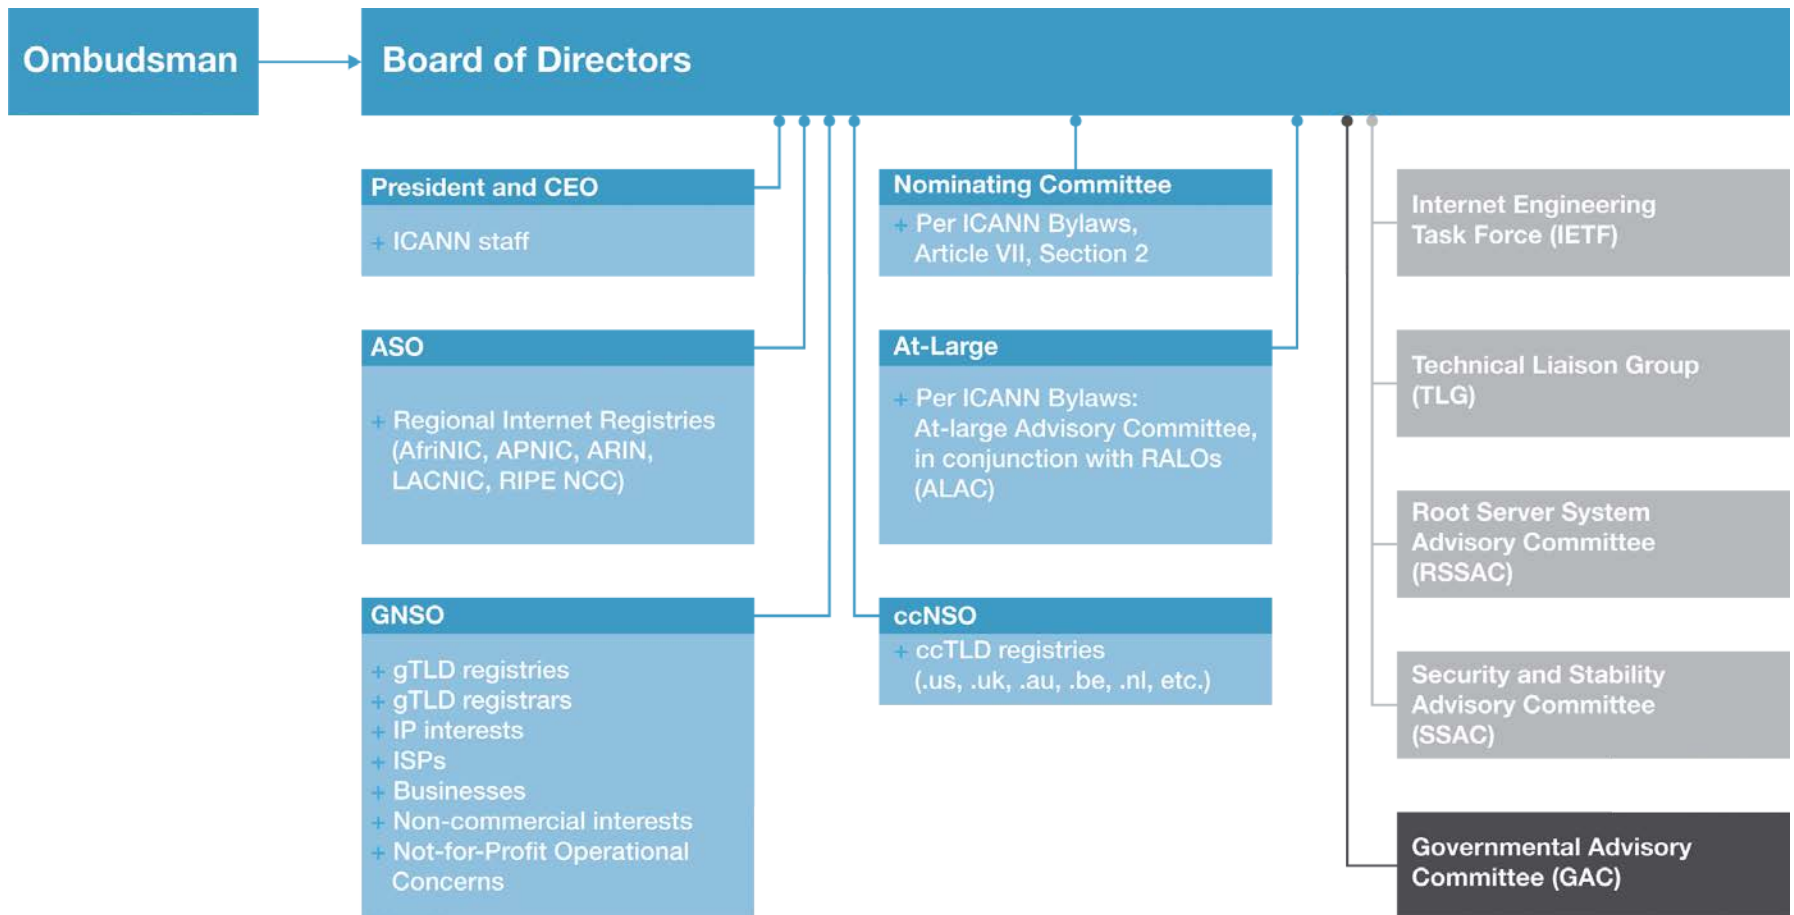 Ombudsman
Board of Directors
President and CEO
+ ICANN staff
Nominating Committee
+ Per ICANN Bylaws,
Article VII, Section 2
Internet Engineering
Task Force (IETF)
ASO
+ Regional Internet Registries
(AfriNIC, APNIC, ARIN,
LACNIC, RIPE NCC)
At-Large
+ Per ICANN Bylaws:
At-large Advisory Committee,
in conjunction with RALOs
(ALAC)
Technical Liaison Group
(TLG)
Root Server System
Advisory Committee
(RSSAC)
GNSO
+ gTLD registries
+ gTLD registrars
+ IP interests
+ ISPs
+ Businesses
+ Non-commercial interests
+ Not-for-Profit Operational
Concerns
ccNSO
+ ccTLD registries
(.us, .uk, .au, .be, .nl, etc.)
Security and Stability
Advisory Committee
(SSAC)
Governmental Advisory
Committee (GAC)